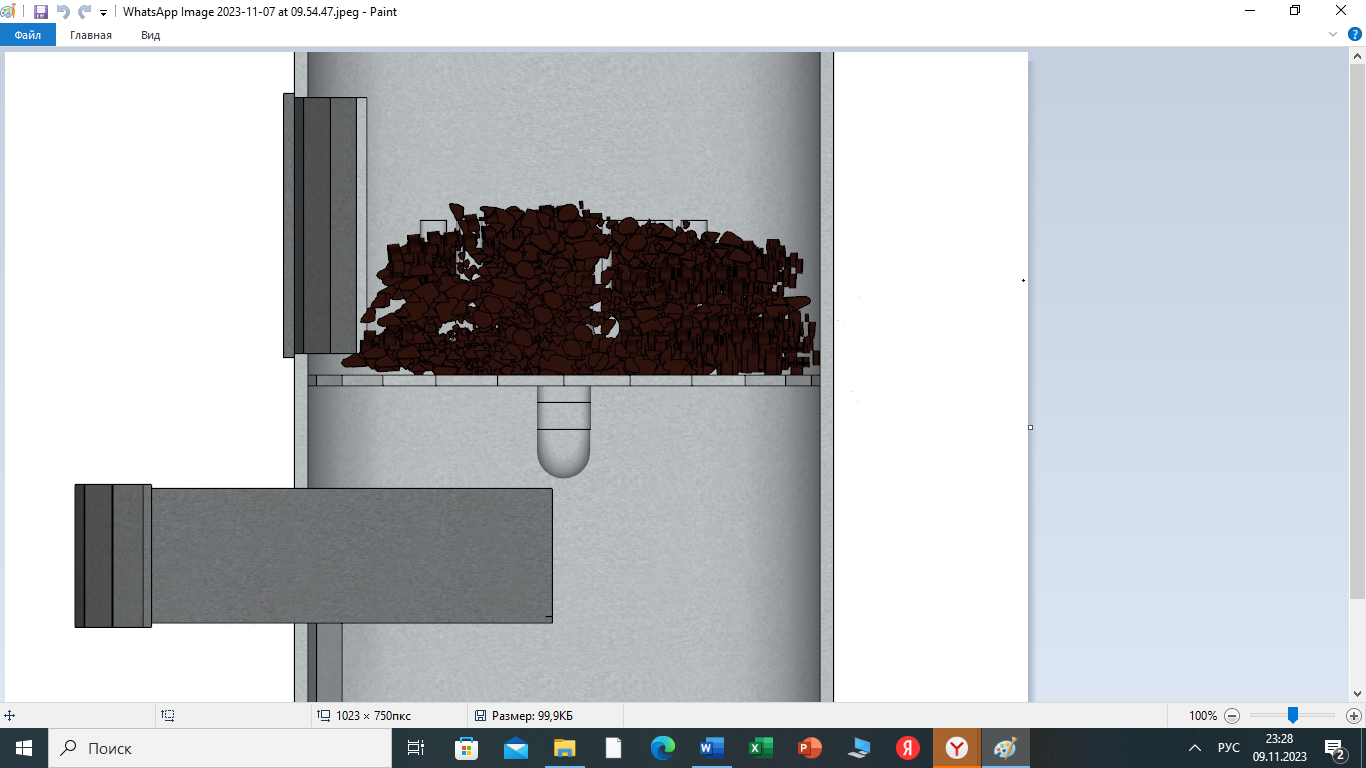 WhatsApp Image 2023-11-07 at 09.54.47.jpeg - Paint
Файл Главная Вид
1023 × 750пкс
Размер: 99,9КБ
100%
Поиск
РУС
23:28
09.11.2023
2